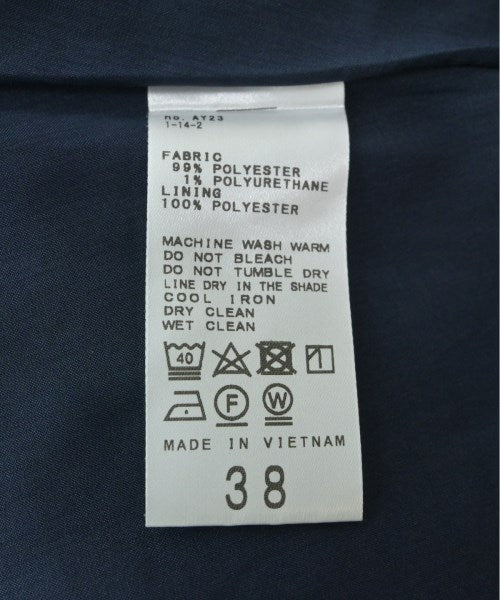 no. AY23
1-14-2
FABRIC
99% POLYESTER
1% POLYURETHANE
LINING
100% POLYESTER
MACHINE WASH WARM
DO NOT BLEACH
DO NOT TUMBLE DRY
LINE DRY IN THE SHADE
COOL IRON
DRY CLEAN
WET CLEAN
40
F W
MADE IN VIETNAM
38